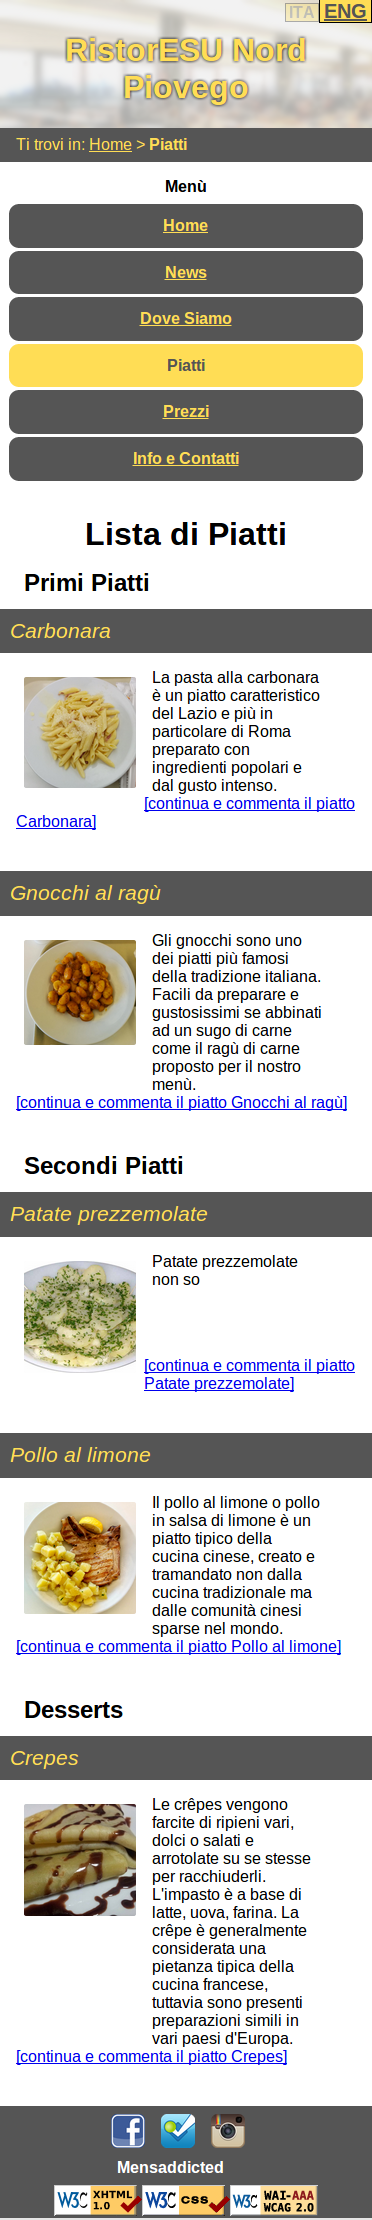 ITA ENG
RistorESU Nord
Piovego
Ti trovi in: Home > Piatti
Menù
Home
News
Dove Siamo
Piatti
Prezzi
Info e Contatti
Lista di Piatti
Primi Piatti
Carbonara
La pasta alla carbonara
è un piatto caratteristico
del Lazio e più in
particolare di Roma
preparato con
ingredienti popolari e
dal gusto intenso.
[continua e commenta il piatto
Carbonara]
Gnocchi al ragù
Gli gnocchi sono uno
dei piatti più famosi
della tradizione italiana.
Facili da preparare e
gustosissimi se abbinati
ad un sugo di carne
come il ragù di carne
proposto per il nostro
menù.
[continua e commenta il piatto Gnocchi al ragù]
Secondi Piatti
Patate prezzemolate
Patate prezzemolate
non so
[continua e commenta il piatto
Patate prezzemolate]
Pollo al limone
Il pollo al limone o pollo
in salsa di limone è un
piatto tipico della
cucina cinese, creato e
tramandato non dalla
cucina tradizionale ma
dalle comunità cinesi
sparse nel mondo.
[continua e commenta il piatto Pollo al limone]
Desserts
Crepes
Le crêpes vengono
farcite di ripieni vari,
dolci o salati e
arrotolate su se stesse
per racchiuderli.
L'impasto è a base di
latte, uova, farina. La
crêpe è generalmente
considerata una
pietanza tipica della
cucina francese,
tuttavia sono presenti
preparazioni simili in
vari paesi d'Europa.
[continua e commenta il piatto Crepes]
Mensaddicted
W3C XHTML 1.0 W3C CSS W3C WAI-AAA WCAG 2.0